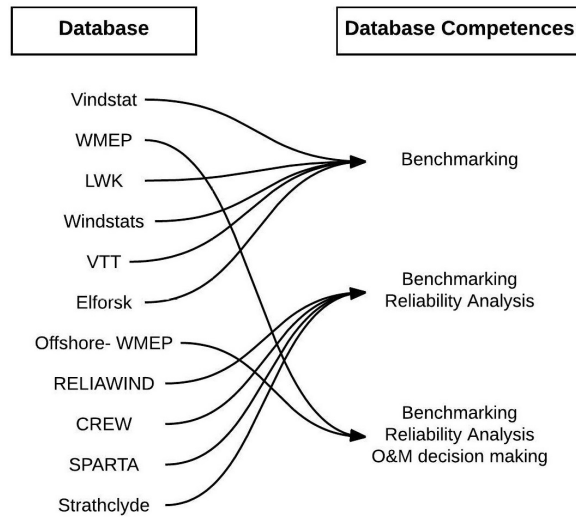 Database
Database Competences
Vindstat
WMEP
LWK
Windstats
VTT
Elforsk
Offshore- WMEP
RELIAWIND
CREW
SPARTA
Strathclyde
Benchmarking
Benchmarking
Reliability Analysis
Benchmarking
Reliability Analysis
O&M decision making